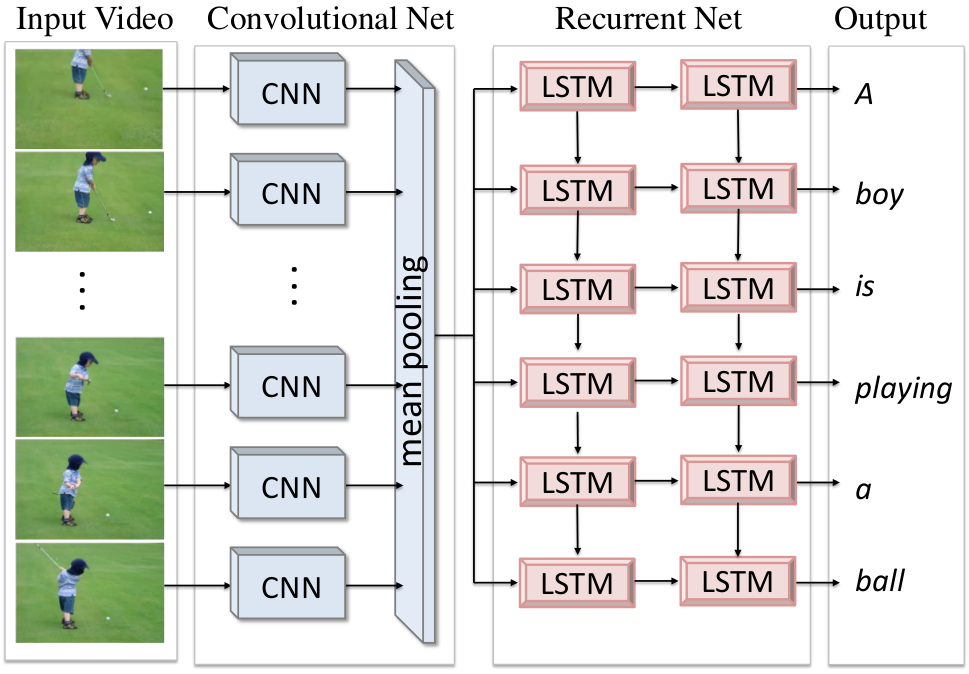 Input Video
Convolutional Net
Recurrent Net
Output
CNN
CNN
CNN
CNN
CNN
mean pooling
LSTM LSTM A
LSTM LSTM boy
LSTM LSTM is
LSTM LSTM playing
LSTM LSTM a
LSTM LSTM ball